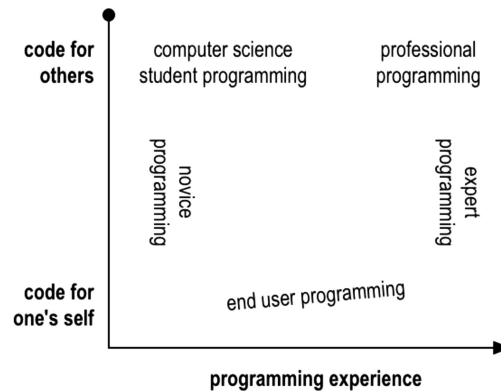 code for
others
computer science
student programming
professional
programming
novice
programming
expert
programming
code for
one's self
end user programming
programming experience